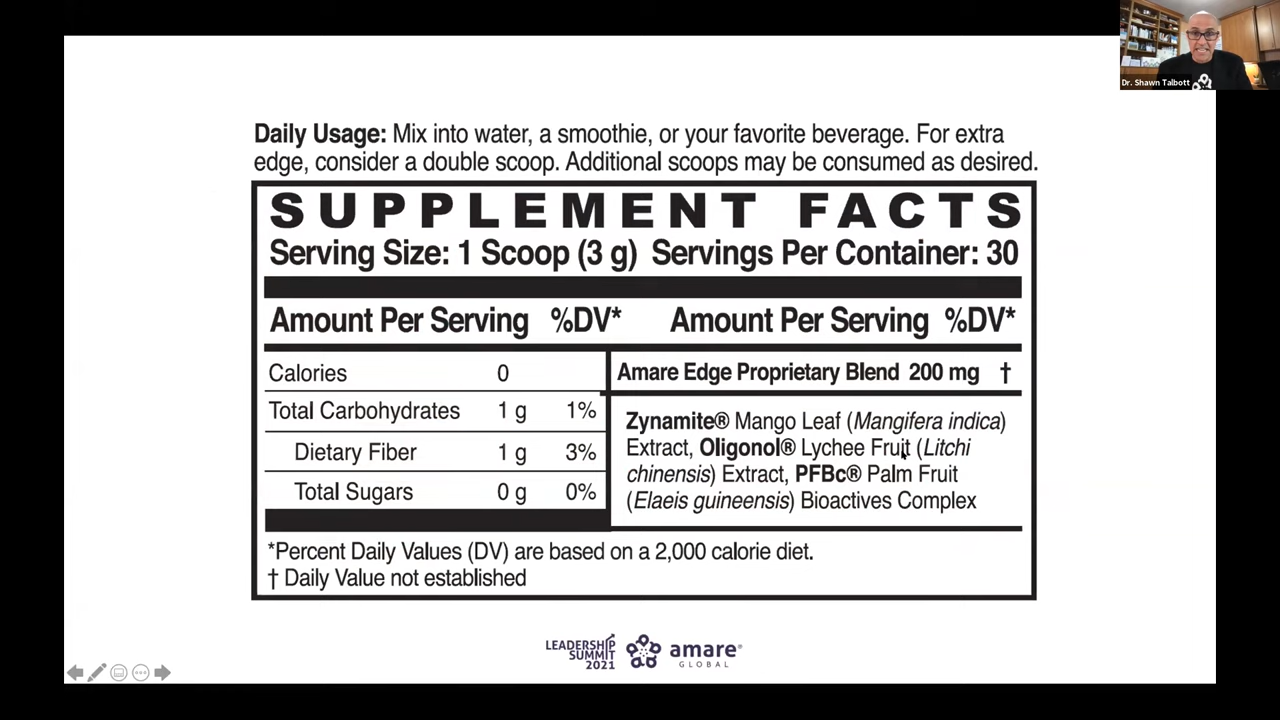 Dr. Shawn Talbott
Daily Usage: Mix into water, a smoothie, or your favorite beverage. For extra
edge, consider a double scoop. Additional scoops may be consumed as desired.
SUPPLEMENT FACTS
Serving Size: 1 Scoop (3 g) Servings Per Container: 30
Amount Per Serving %DV*
Calories 0
Total Carbohydrates 1 g 1%
Dietary Fiber 1 g 3%
Total Sugars 0 g 0%
Amount Per Serving %DV*
Amare Edge Proprietary Blend 200 mg †
Zynamite® Mango Leaf (Mangifera indica)
Extract, Oligonol® Lychee Fruit (Litchi
chinensis) Extract, PFBc® Palm Fruit
(Elaeis guineensis) Bioactives Complex
*Percent Daily Values (DV) are based on a 2,000 calorie diet.
† Daily Value not established
LEADERSHIP
SUMMIT
2021
amare®
GLOBAL